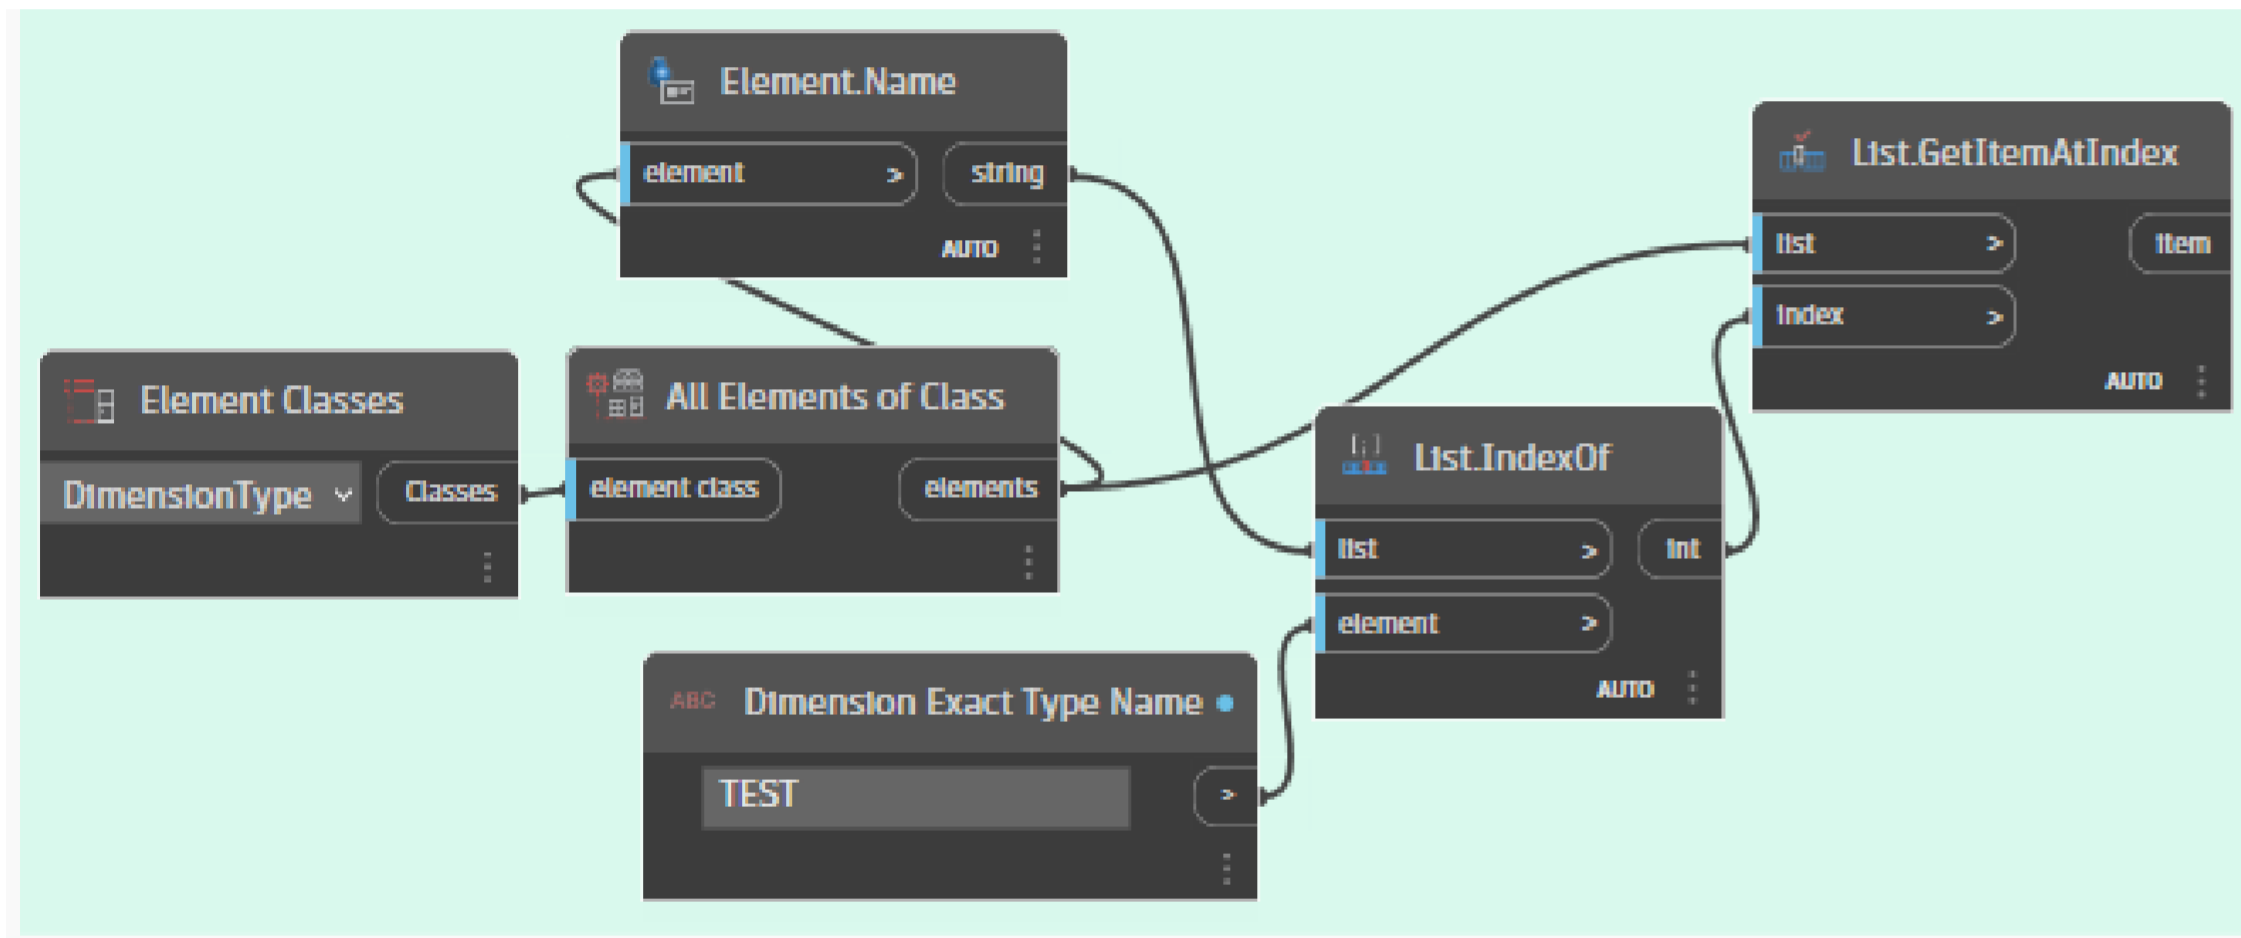 Element.Name
element >
string
AUTO
List.GetItemAtIndex
list >
item
index >
AUTO
Element Classes
DimensionType
Classes
All Elements of Class
element class
elements
List.IndexOf
list >
int
element >
AUTO
ABC Dimension Exact Type Name
TEST
>